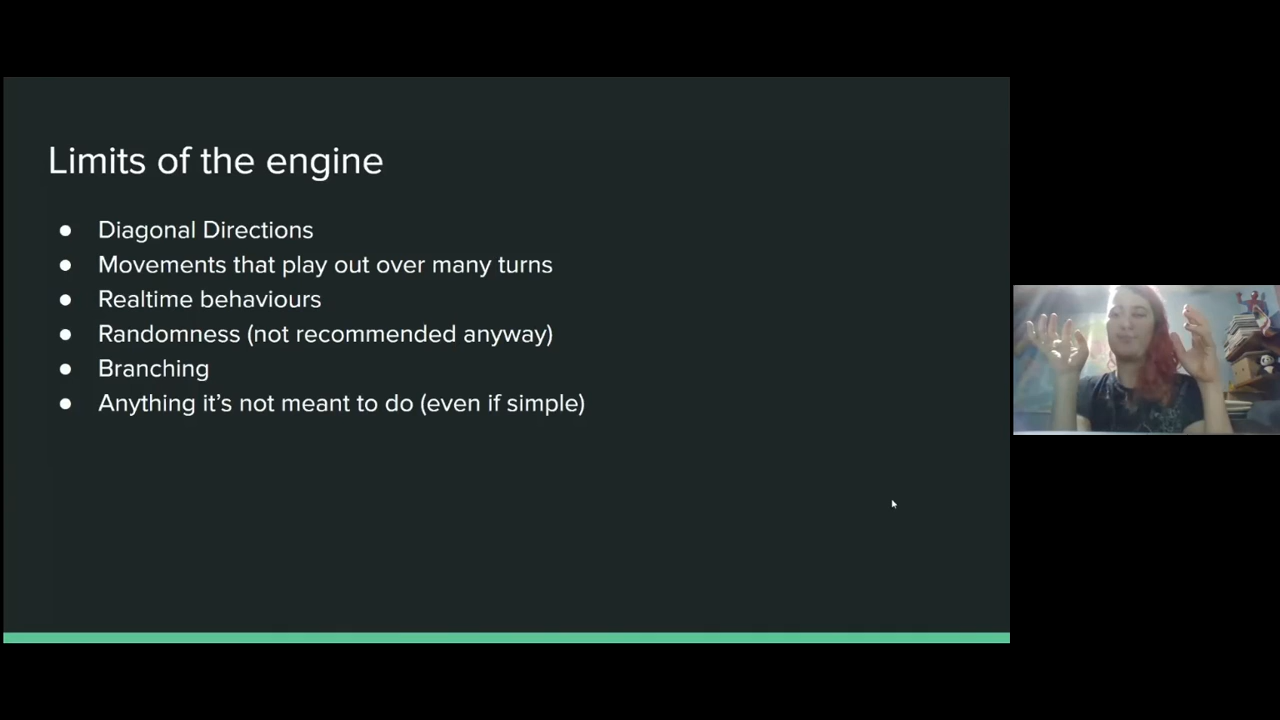 Limits of the engine
● Diagonal Directions
● Movements that play out over many turns
● Realtime behaviours
● Randomness (not recommended anyway)
● Branching
● Anything it’s not meant to do (even if simple)